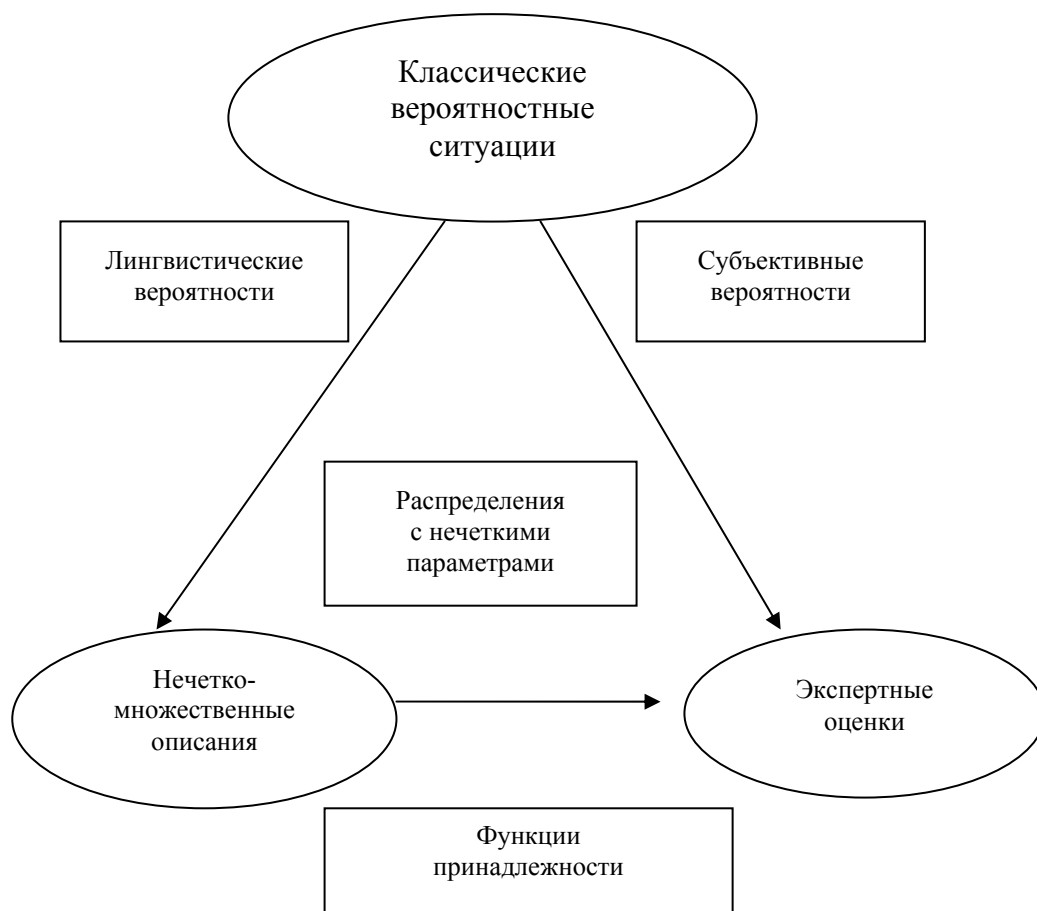 Классические
вероятностные
ситуации
Лингвистические
вероятности
Субъективные
вероятности
Распределения
с нечеткими
параметрами
Нечетко-
множественные
описания
Экспертные
оценки
Функции
принадлежности